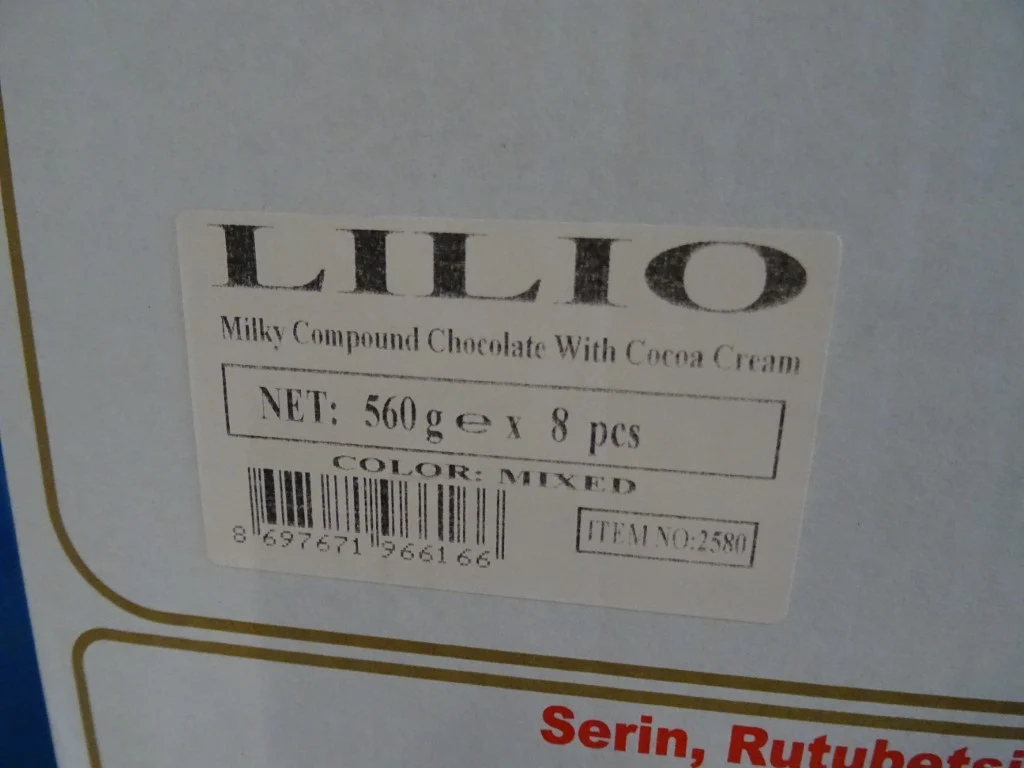 LILIO
Milky Compound Chocolate With Cocoa Cream
NET: 560 g ℮ x 8 pcs
COLOR: MIXED
8 697671 966166
ITEM NO:2580
Serin,